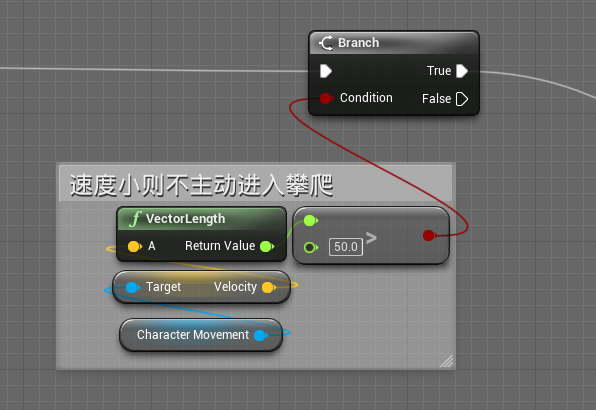 Branch
True
Condition
False
速度小则不主动进入攀爬
f VectorLength
A Return Value
50.0 >
Target Velocity
Character Movement